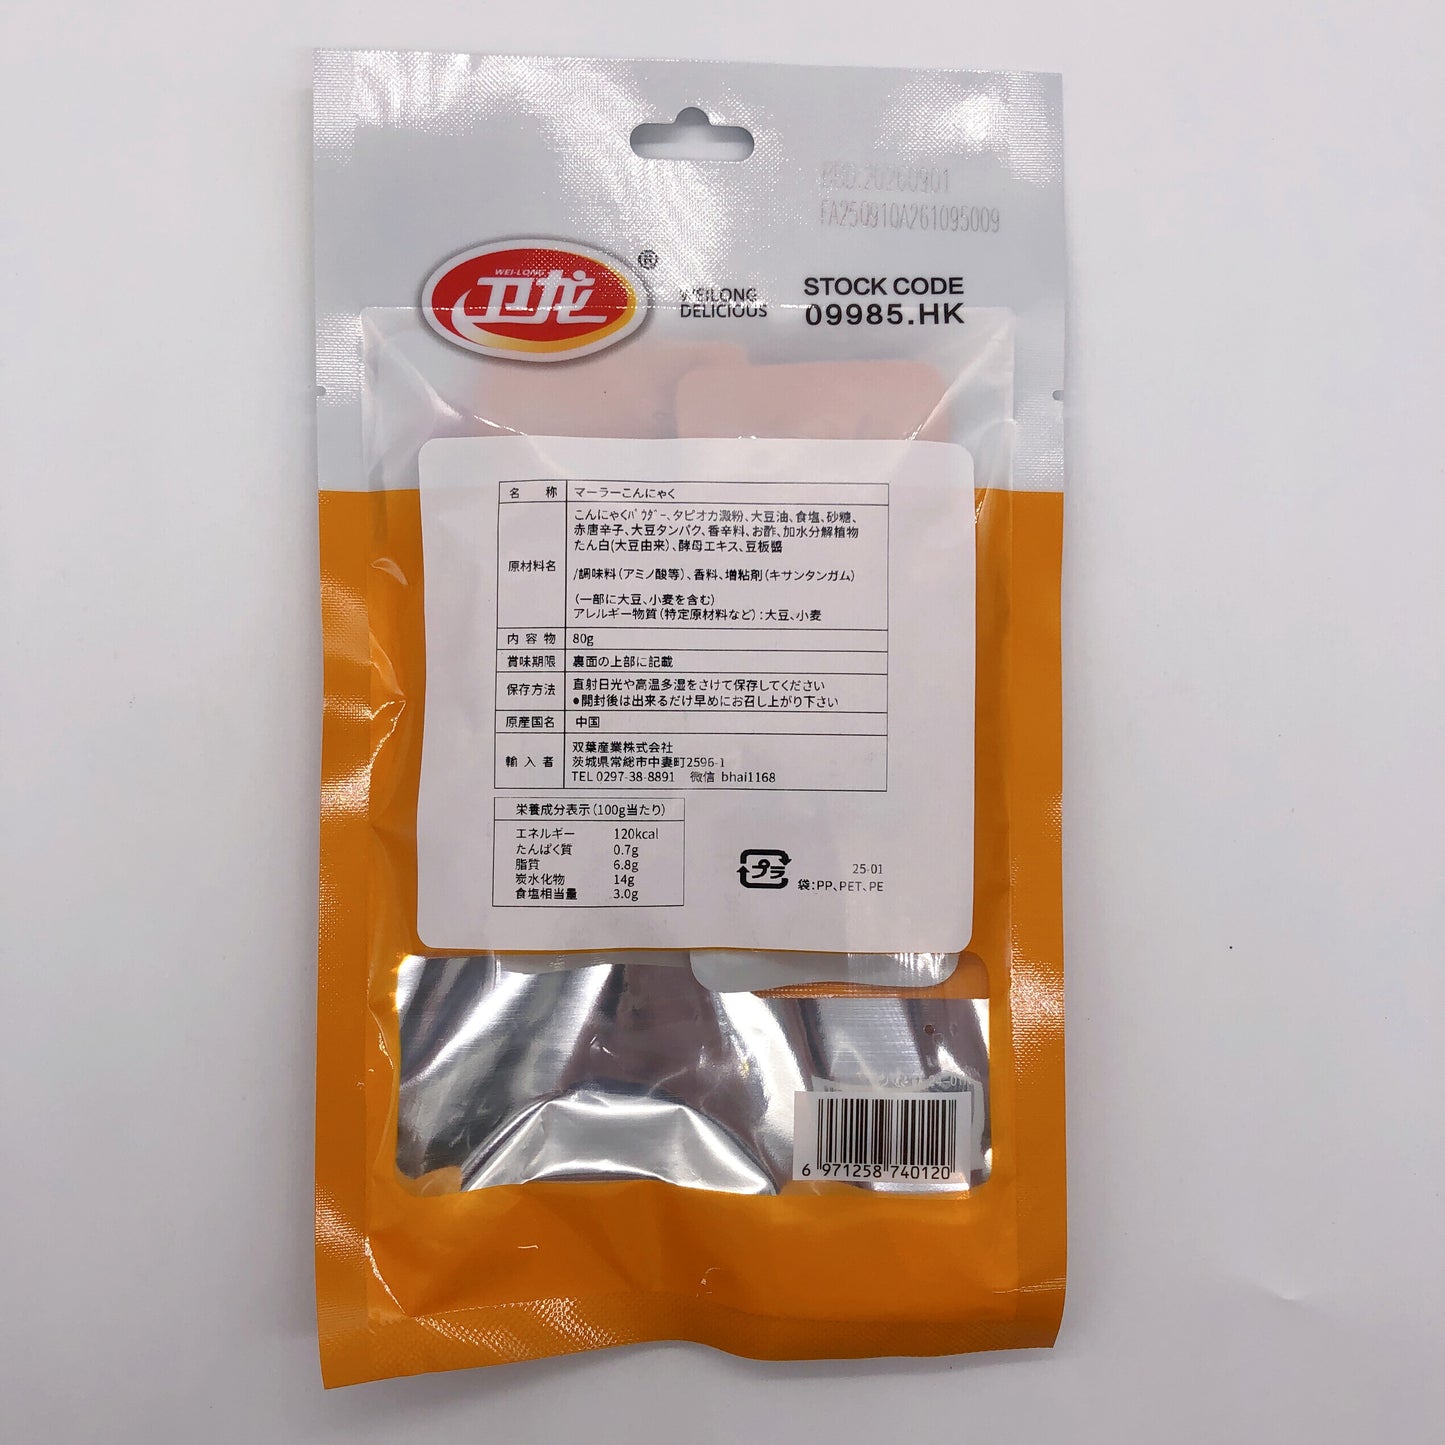 BBD:20260901
FA250910A261095009
WEI-LONG
卫龙
®
WEILONG
DELICIOUS
STOCK CODE
09985.HK
名 称 マーラーこんにゃく
原材料名
こんにゃくパウダー、タピオカ澱粉、大豆油、食塩、砂糖、
赤唐辛子、大豆タンパク、香辛料、お酢、加水分解植物
たん白(大豆由来)、酵母エキス、豆板醬
/調味料(アミノ酸等)、香料、増粘剤(キサンタンガム)
(一部に大豆、小麦を含む)
アレルギー物質(特定原材料など):大豆、小麦
内 容 物 80g
賞味期限 裏面の上部に記載
保存方法
直射日光や高温多湿をさけて保存してください
●開封後は出来るだけ早めにお召し上がり下さい
原産国名 中国
輸 入 者
双葉産業株式会社
茨城県常総市中妻町2596-1
TEL 0297-38-8891 微信 bhai1168
栄養成分表示(100g当たり)
エネルギー 120kcal
たんぱく質 0.7g
脂質 6.8g
炭水化物 14g
食塩相当量 3.0g
プラ
25-01
袋:PP、PET、PE
6 971258 740120